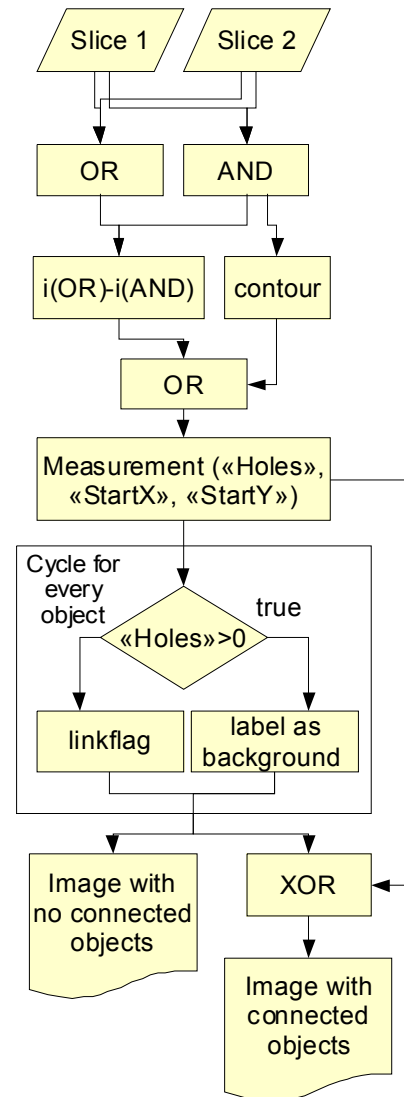 Slice 1
Slice 2
OR
AND
i(OR)-i(AND)
contour
OR
Measurement («Holes»,
«StartX», «StartY»)
Cycle for
every
object
«Holes»>0
true
linkflag
label as
background
Image with
no connected
objects
XOR
Image with
connected
objects